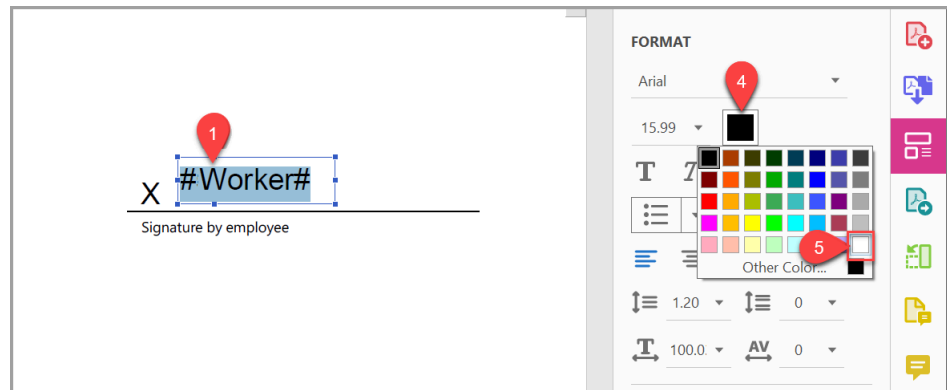 FORMAT
Arial
4
15.99
1
#Worker#
T T
X
Signature by employee
5
Other Color...
1.20 0
T 100.0 AV 0